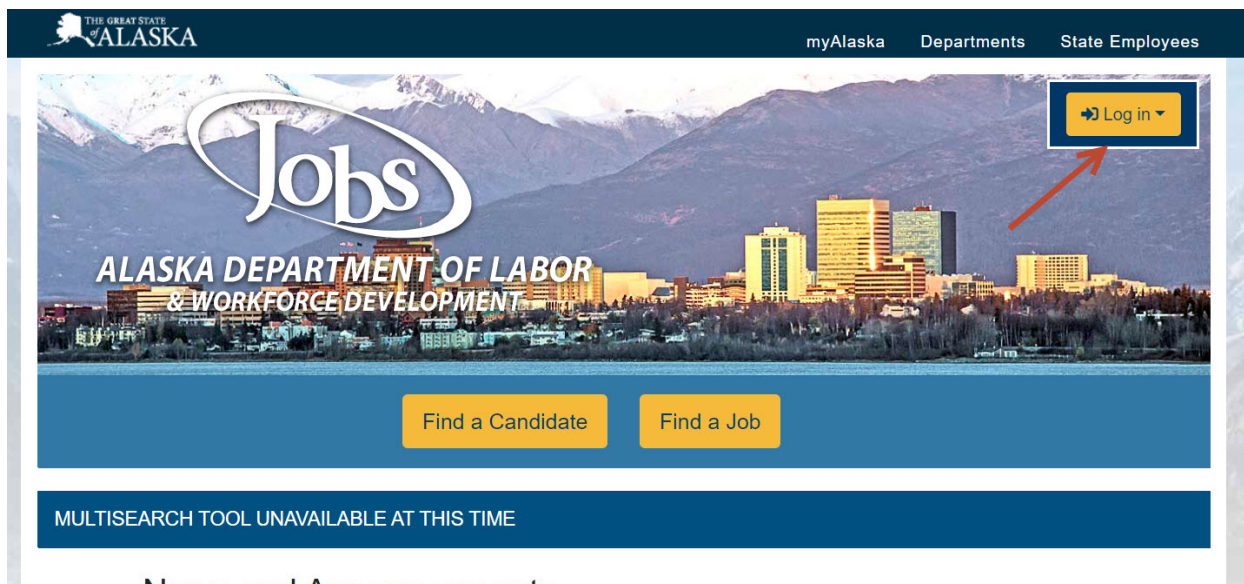 THE GREAT STATE
of ALASKA
myAlaska Departments State Employees
Log in
Jobs
ALASKA DEPARTMENT OF LABOR
& WORKFORCE DEVELOPMENT
Find a Candidate Find a Job
MULTISEARCH TOOL UNAVAILABLE AT THIS TIME